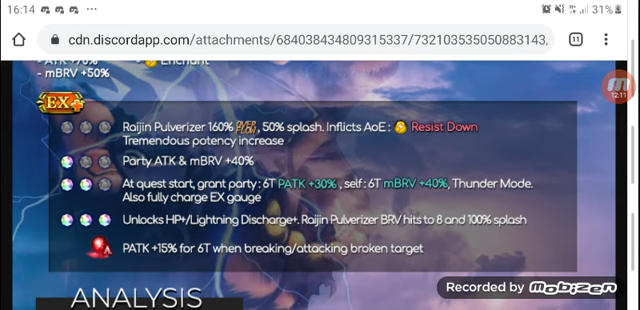 16:14 31%
cdn.discordapp.com/attachments/684038434809315337/732103535050883143, 11
12:11
- ATK +70% - Enchant
- mBRV +50%
EX+
Raijin Pulverizer 160% OVERFLOW, 50% splash. Inflicts AoE: Resist Down
Tremendous potency increase
Party ATK & mBRV +40%
At quest start, grant party: 6T PATK +30%, self: 6T mBRV +40%, Thunder Mode.
Also fully charge EX gauge
Unlocks HP+/Lightning Discharge+. Raijin Pulverizer BRV hits to 8 and 100% splash
A PATK +15% for 6T when breaking/attacking broken target
Recorded by MOBIZEN
ANALYSIS